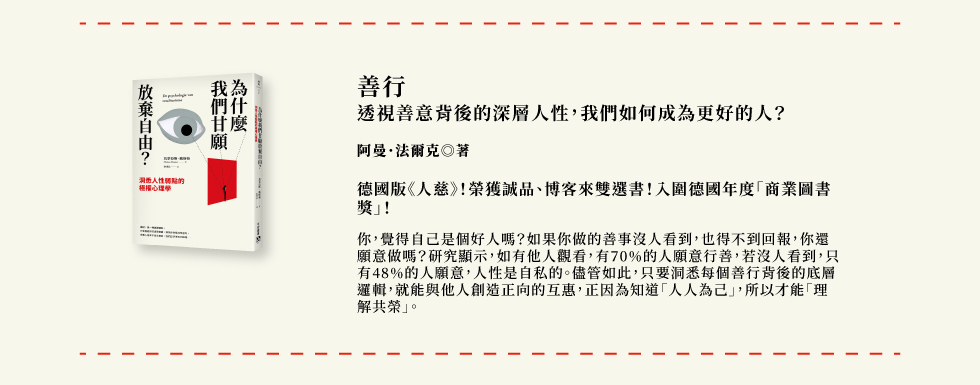 為什麼
我們甘願
放棄自由?
De psychologie van
totalitarisme
洞悉人性弱點的
極權心理學
善行
透視善意背後的深層人性，我們如何成為更好的人？
阿曼・法爾克◎著
德國版《人慈》！榮獲誠品、博客來雙選書！入圍德國年度「商業圖書
獎」！
你，覺得自己是個好人嗎？如果你做的善事沒人看到，也得不到回報，你還
願意做嗎？研究顯示，如有他人觀看，有70%的人願意行善，若沒人看到，只
有48%的人願意，人性是自私的。儘管如此，只要洞悉每個善行背後的底層
邏輯，就能與他人創造正向的互惠，正因為知道「人人為己」，所以才能「理
解共榮」。